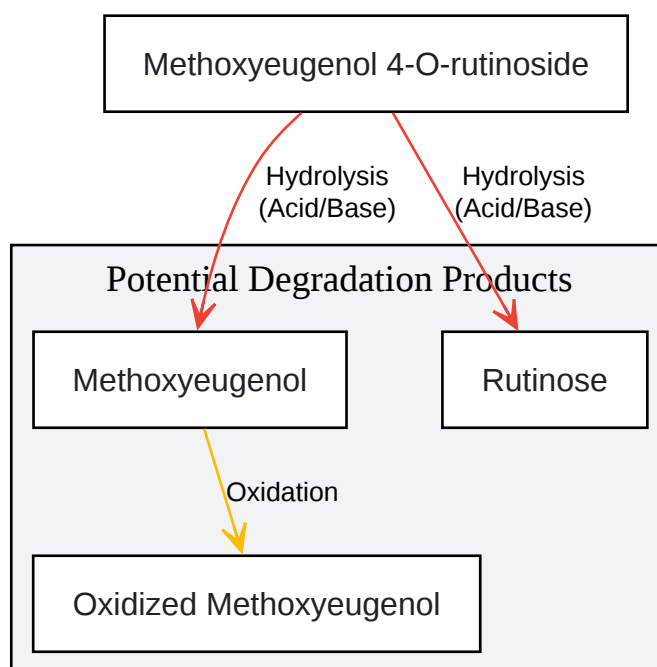 Methoxyeugenol 4-O-rutinoside
Hydrolysis
(Acid/Base)
Hydrolysis
(Acid/Base)
Potential Degradation Products
Methoxyeugenol
Rutinose
Oxidation
Oxidized Methoxyeugenol